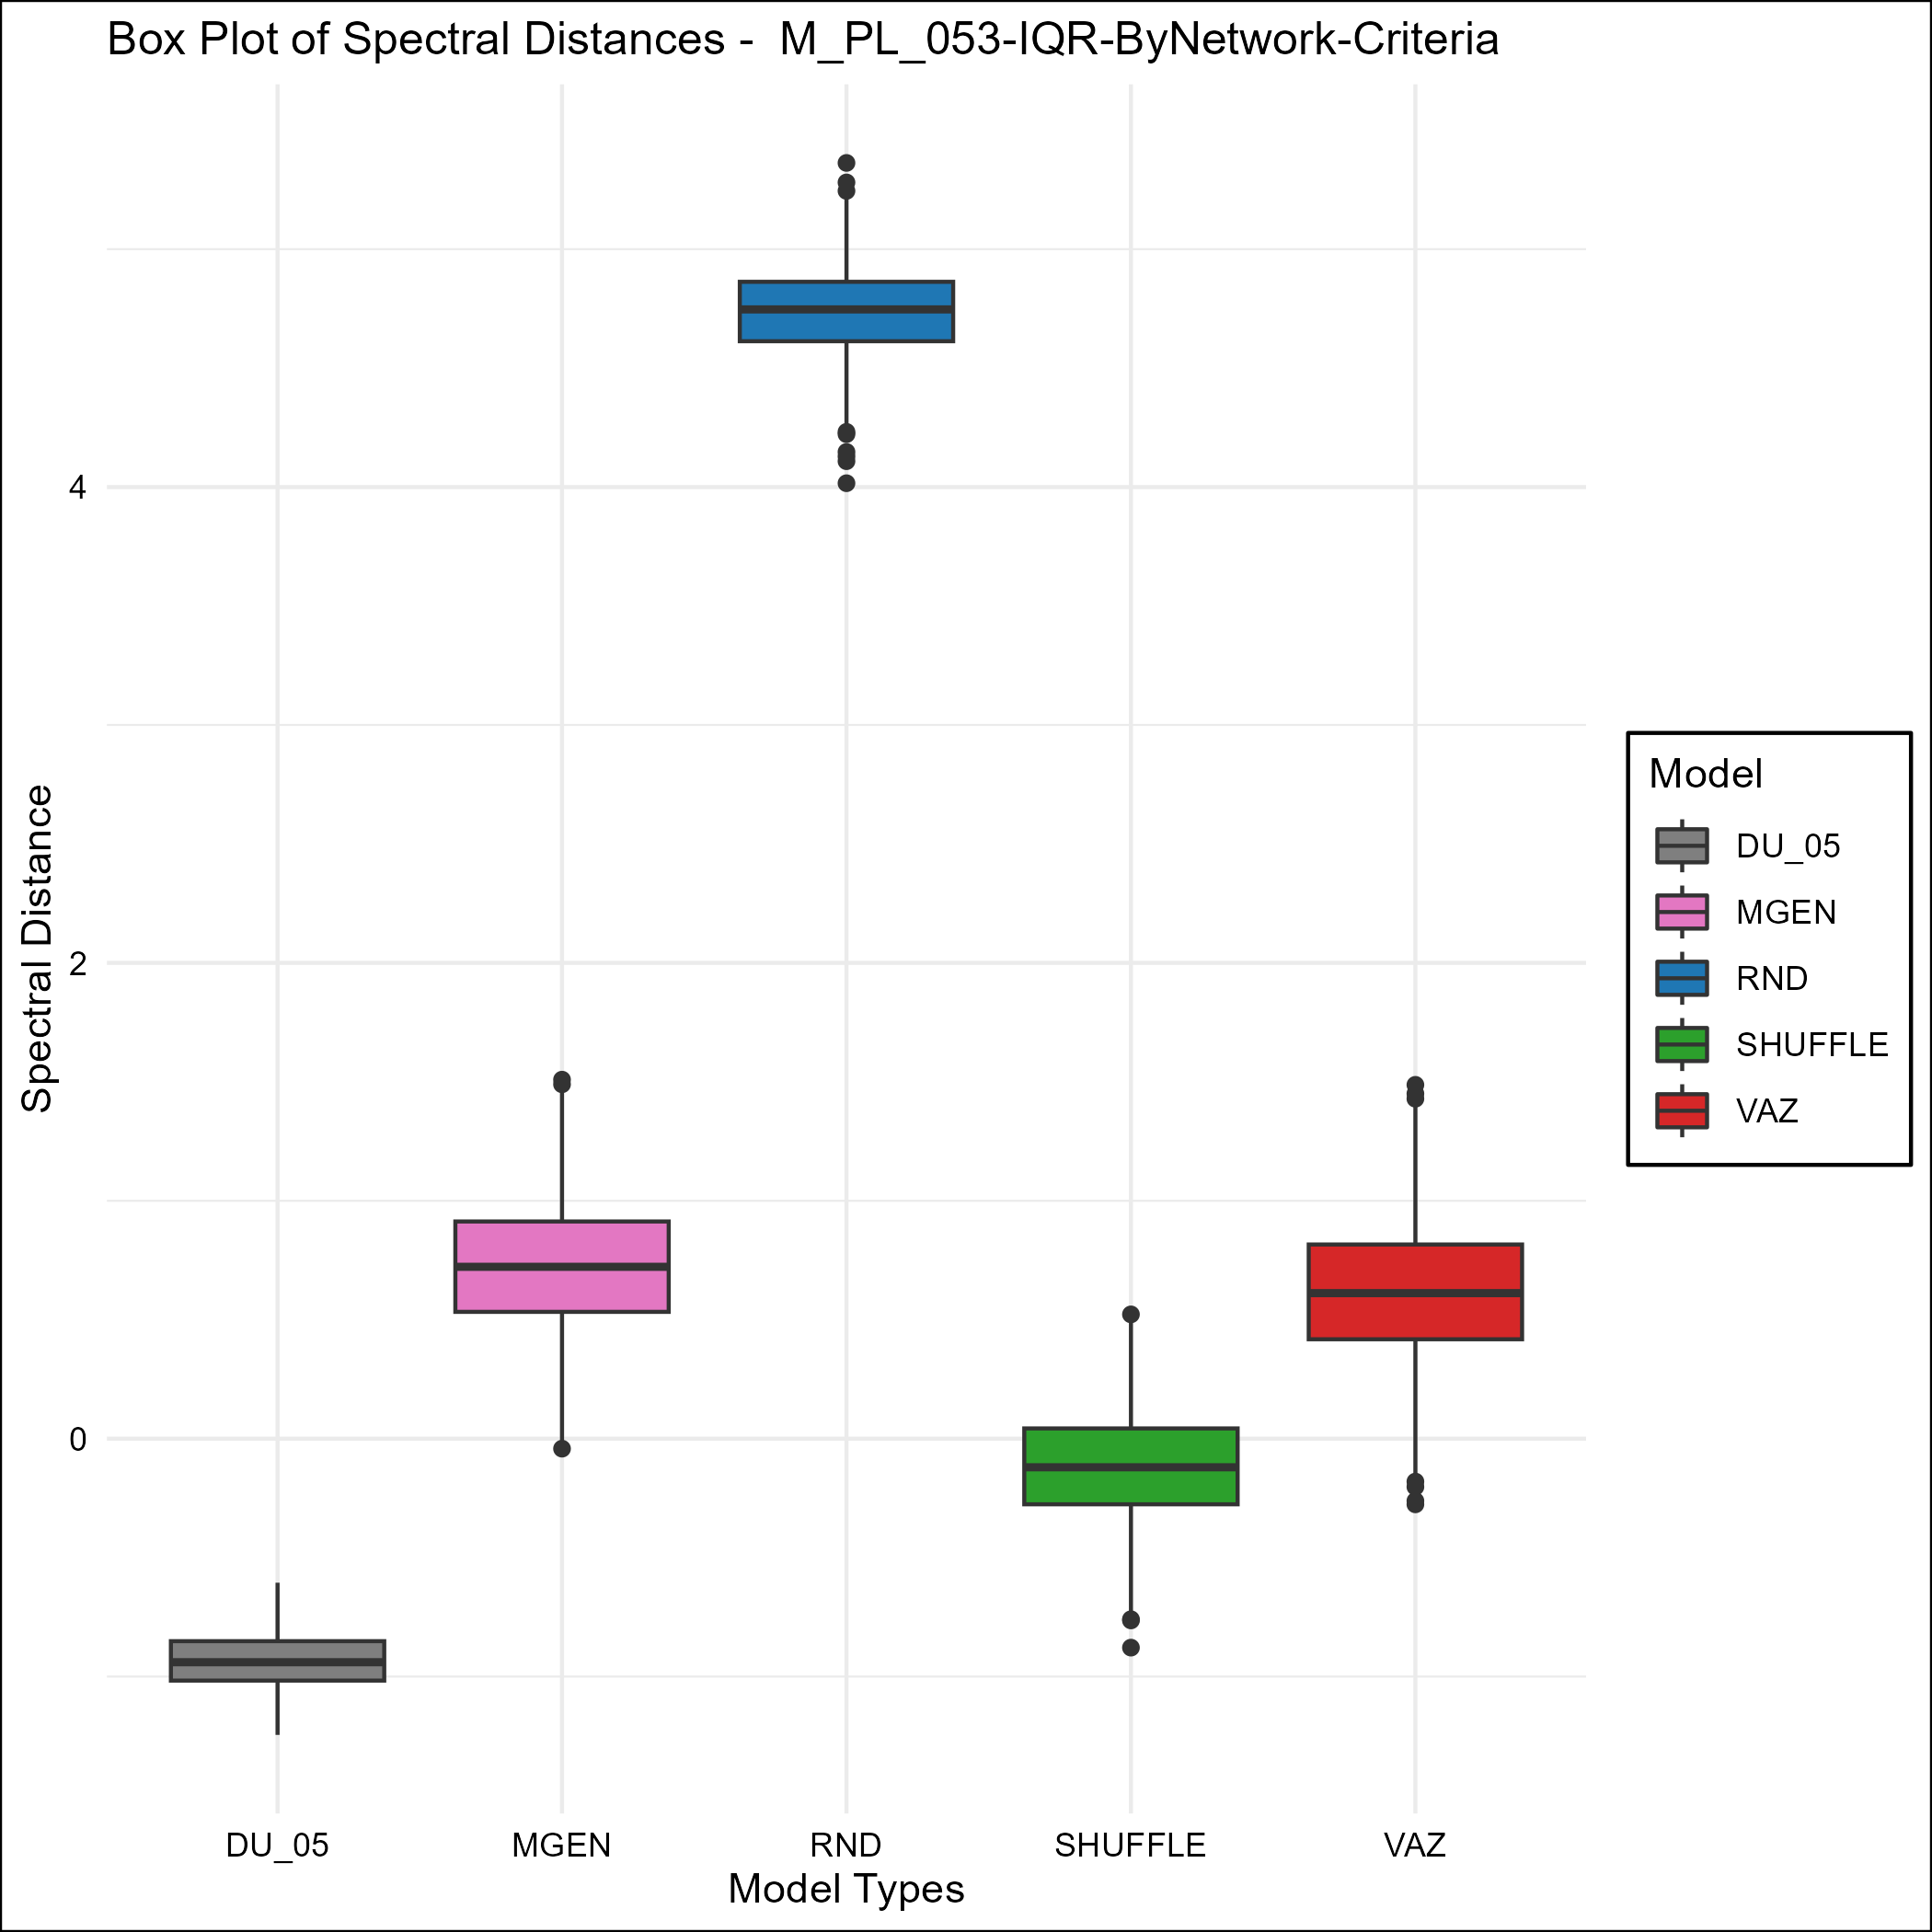 Box Plot of Spectral Distances -  M_PL_053-IQR-ByNetwork-Criteria
Spectral Distance
4
2
0
DU_05
MGEN
RND
SHUFFLE
VAZ
Model Types
Model
DU_05
MGEN
RND
SHUFFLE
VAZ